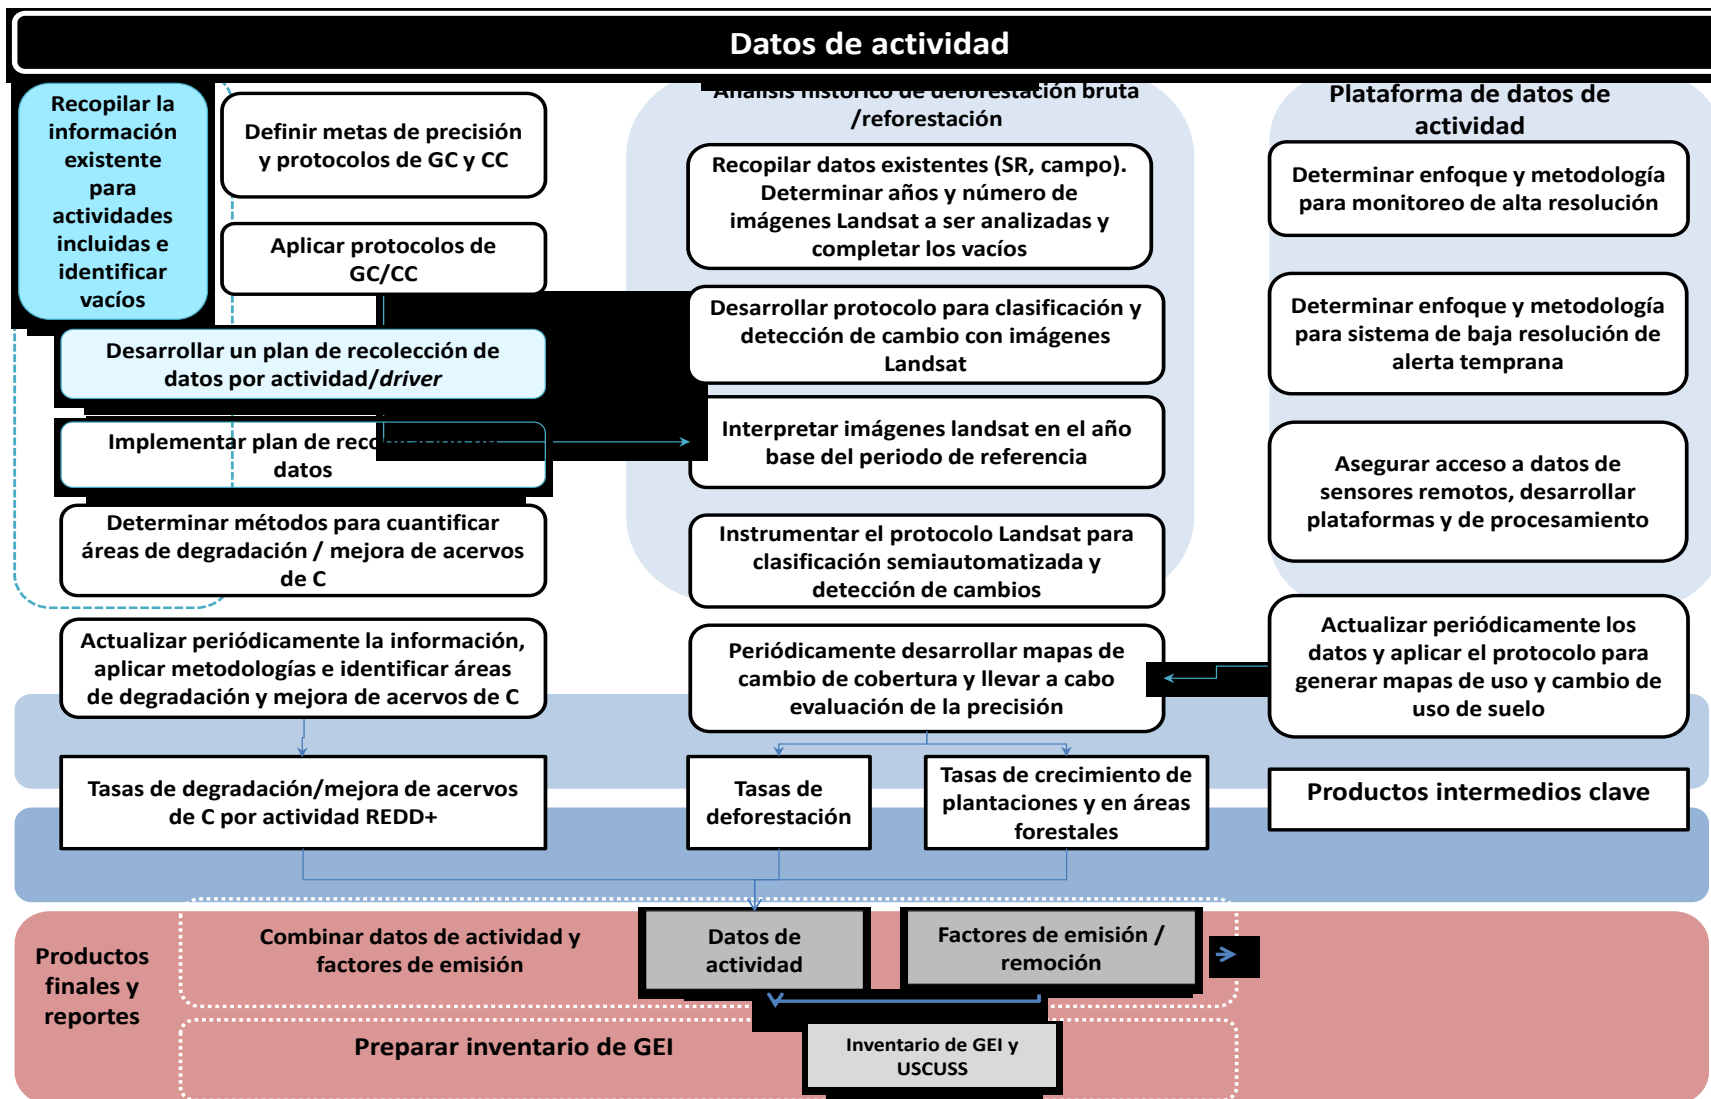 Datos de actividad
Recopilar la
información
existente
para
actividades
incluidas e
identificar
vacíos
Definir metas de precisión
y protocolos de GC y CC
Aplicar protocolos de
GC/CC
Desarrollar un plan de recolección de
datos por actividad/driver
Implementar plan de
datos
Determinar métodos para cuantificar
áreas de degradación / mejora de acervos
de C
Actualizar periódicamente la información,
aplicar metodologías e identificar áreas
de degradación y mejora de acervos de C
Análisis histórico de deforestación bruta
/reforestación
Recopilar datos existentes (SR, campo).
Determinar años y número de
imágenes Landsat a ser analizadas y
completar los vacíos
Desarrollar protocolo para clasificación y
detección de cambio con imágenes
Landsat
Interpretar imágenes landsat en el año
base del periodo de referencia
Instrumentar el protocolo Landsat para
clasificación semiautomatizada y
detección de cambios
Periódicamente desarrollar mapas de
cambio de cobertura y llevar a cabo
evaluación de la precisión
Plataforma de datos de
actividad
Determinar enfoque y metodología
para monitoreo de alta resolución
Determinar enfoque y metodología
para sistema de baja resolución de
alerta temprana
Asegurar acceso a datos de
sensores remotos, desarrollar
plataformas y de procesamiento
Actualizar periódicamente los
datos y aplicar el protocolo para
generar mapas de uso y cambio de
uso de suelo
Tasas de degradación/mejora de acervos
de C por actividad REDD+
Tasas de
deforestación
Tasas de crecimiento de
plantaciones y en áreas
forestales
Productos intermedios clave
Productos
finales y
reportes
Combinar datos de actividad y
factores de emisión
Datos de
actividad
Factores de emisión /
remoción
Preparar inventario de GEI
Inventario de GEI y
USCUSS